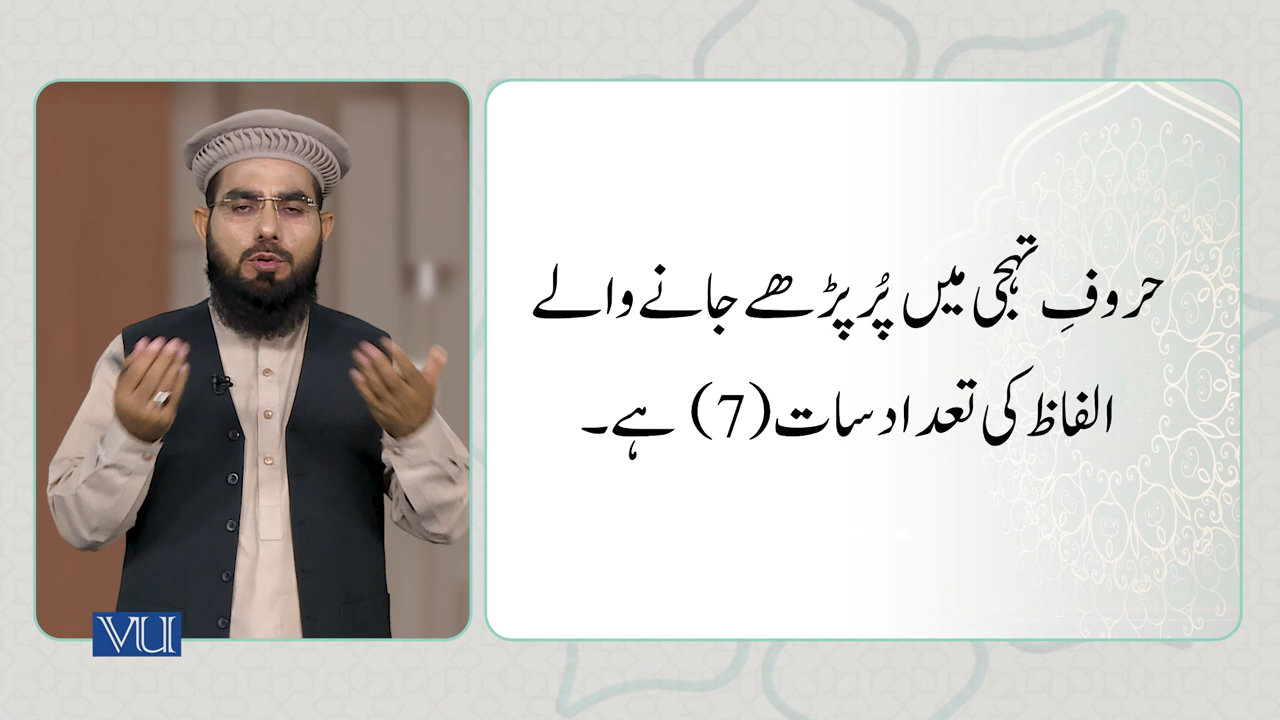 حروفِ تہجی میں پُر پڑھے جانے والے
الفاظ کی تعداد سات (7) ہے۔
VU